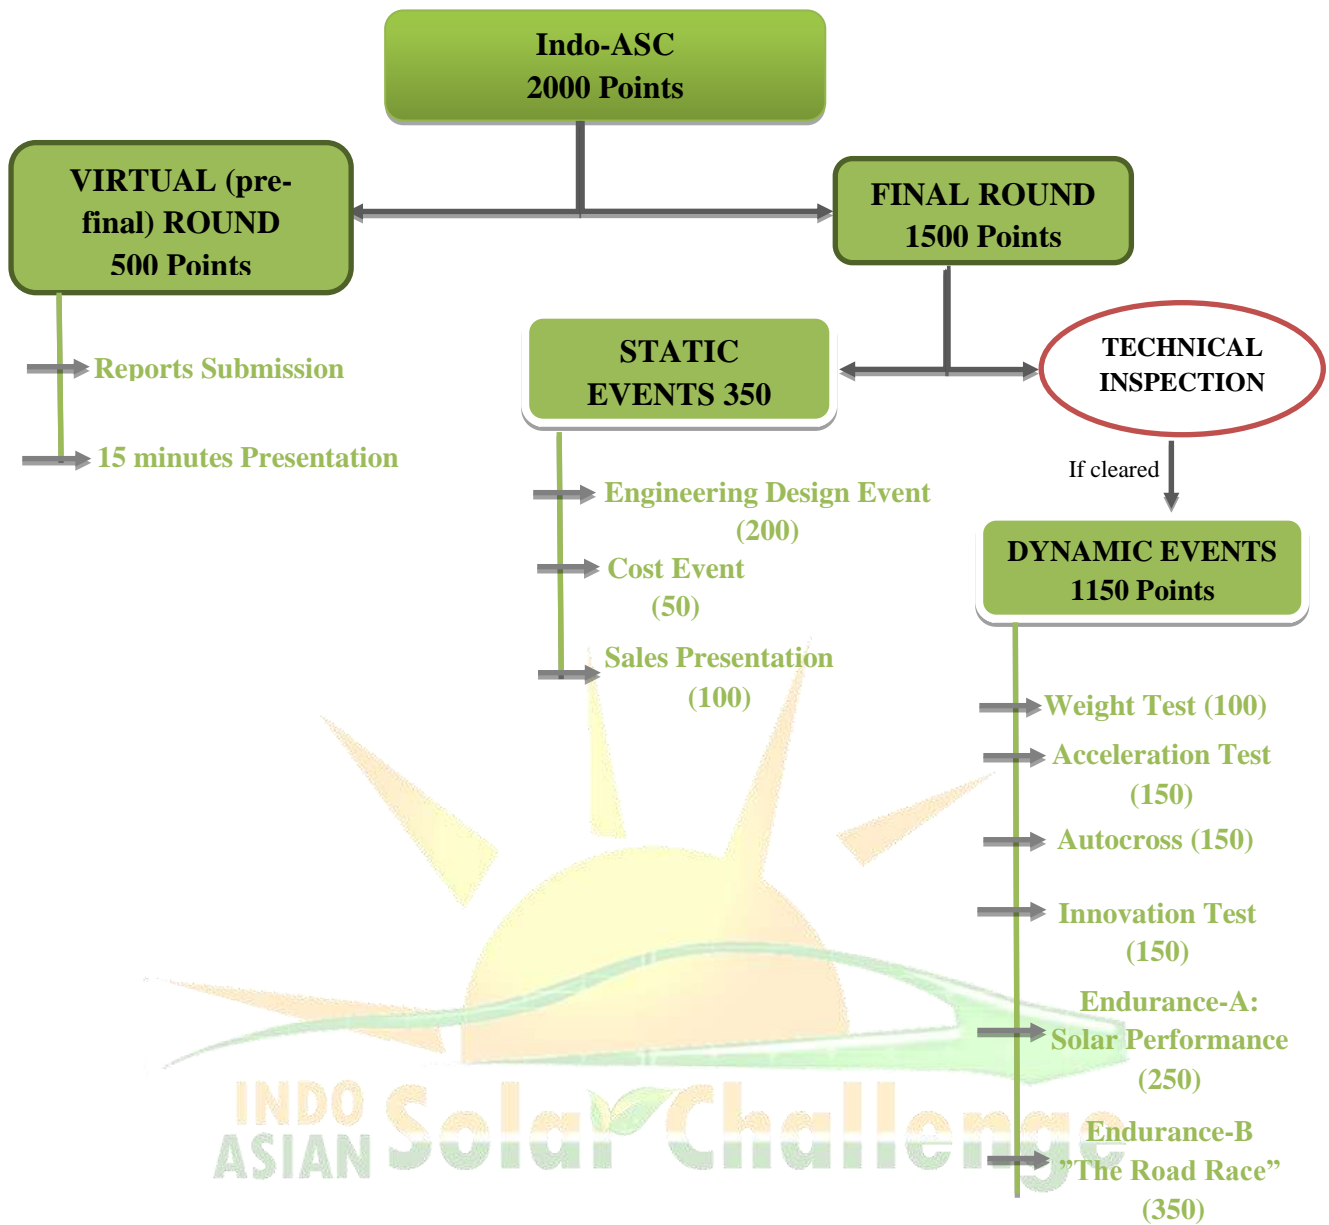 Indo-ASC
2000 Points
VIRTUAL (pre-
final) ROUND
500 Points
FINAL ROUND
1500 Points
Reports Submission
15 minutes Presentation
STATIC
EVENTS 350
Engineering Design Event
(200)
Cost Event
(50)
Sales Presentation
(100)
TECHNICAL
INSPECTION
If cleared
DYNAMIC EVENTS
1150 Points
Weight Test (100)
Acceleration Test
(150)
Autocross (150)
Innovation Test
(150)
Endurance-A:
Solar Performance
(250)
Endurance-B
”The Road Race”
(350)
INDO
ASIAN Solar Challenge